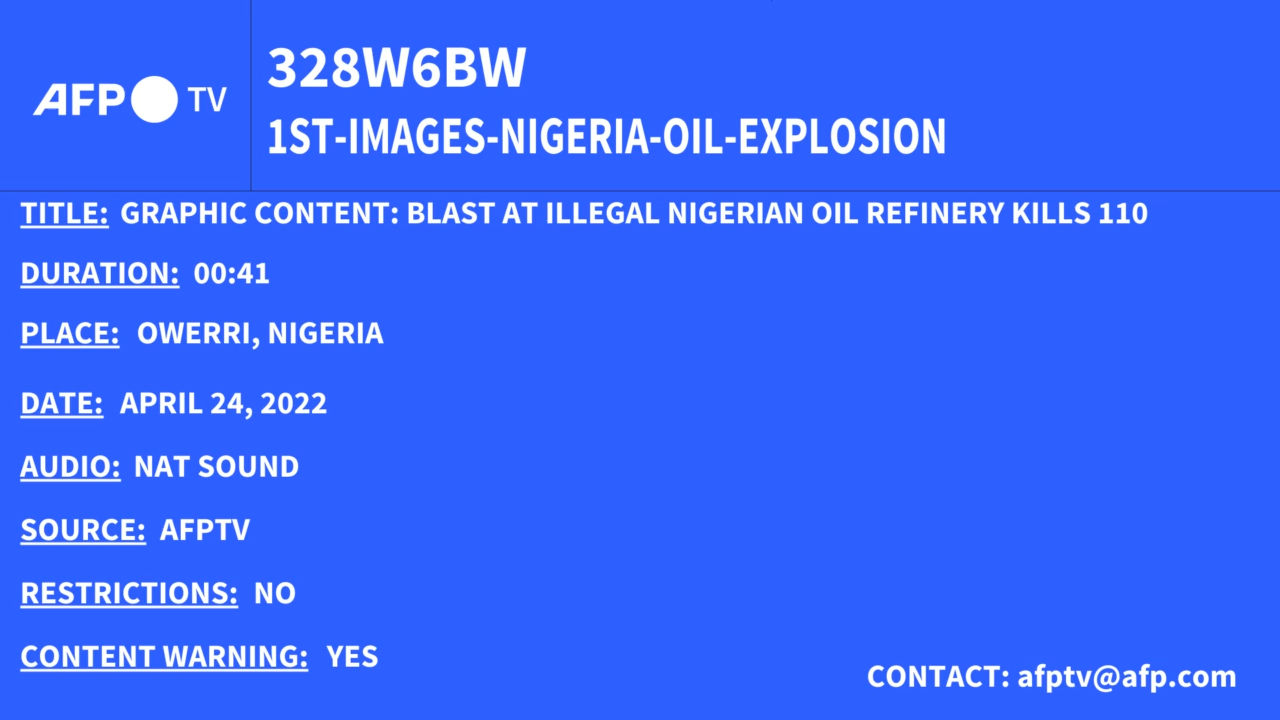 AFP TV
328W6BW
1ST-IMAGES-NIGERIA-OIL-EXPLOSION
TITLE: GRAPHIC CONTENT: BLAST AT ILLEGAL NIGERIAN OIL REFINERY KILLS 110
DURATION: 00:41
PLACE: OWERRI, NIGERIA
DATE: APRIL 24, 2022
AUDIO: NAT SOUND
SOURCE: AFPTV
RESTRICTIONS: NO
CONTENT WARNING: YES
CONTACT: afptv@afp.com